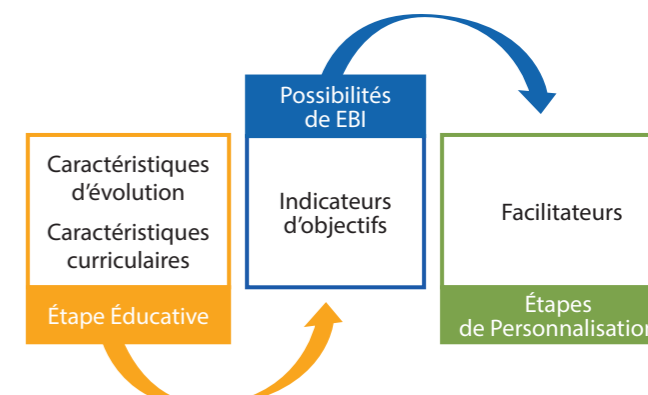 Caractéristiques
d'évolution
Caractéristiques
curriculaires
Étape Éducative
Possibilités
de EBI
Indicateurs
d'objectifs
Facilitateurs
Étapes
de Personnalisation